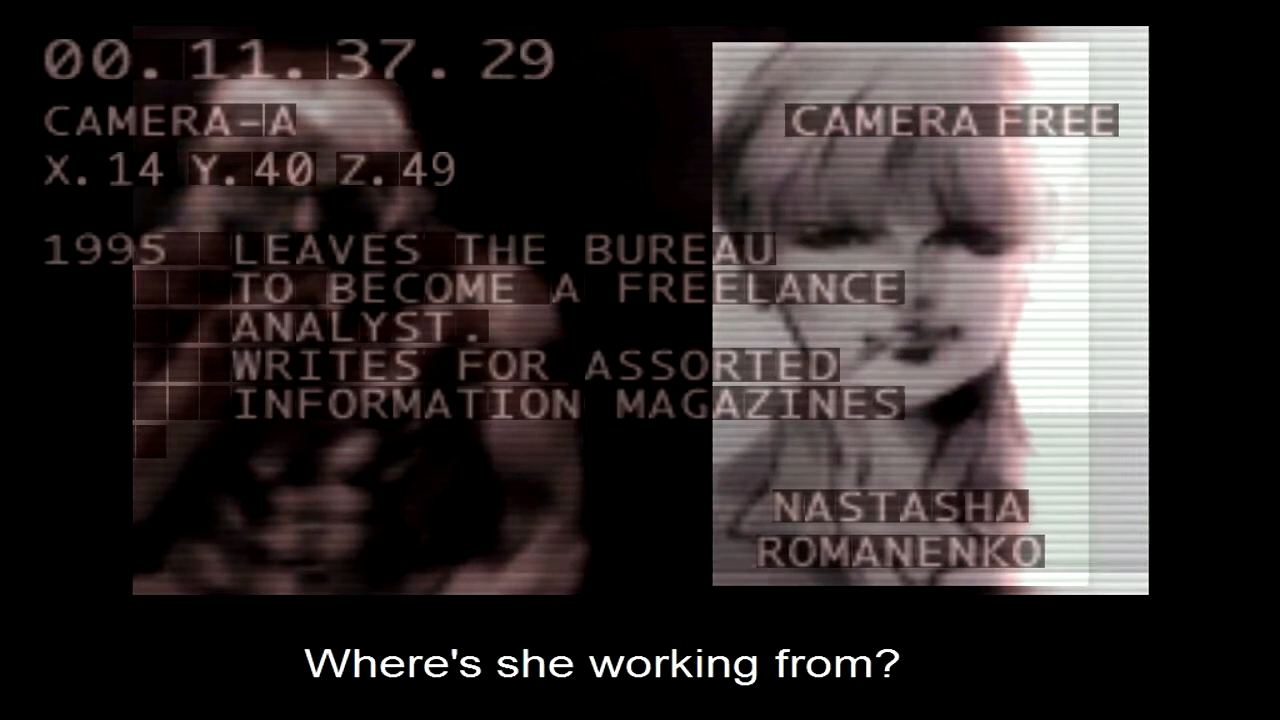 00.11.37.29
CAMERA-A
CAMERA FREE
X.14 Y.40 Z.49
1995 LEAVES THE BUREAU
TO BECOME A FREELANCE
ANALYST.
WRITES FOR ASSORTED
INFORMATION MAGAZINES
NASTASHA
ROMANENKO
Where's she working from?